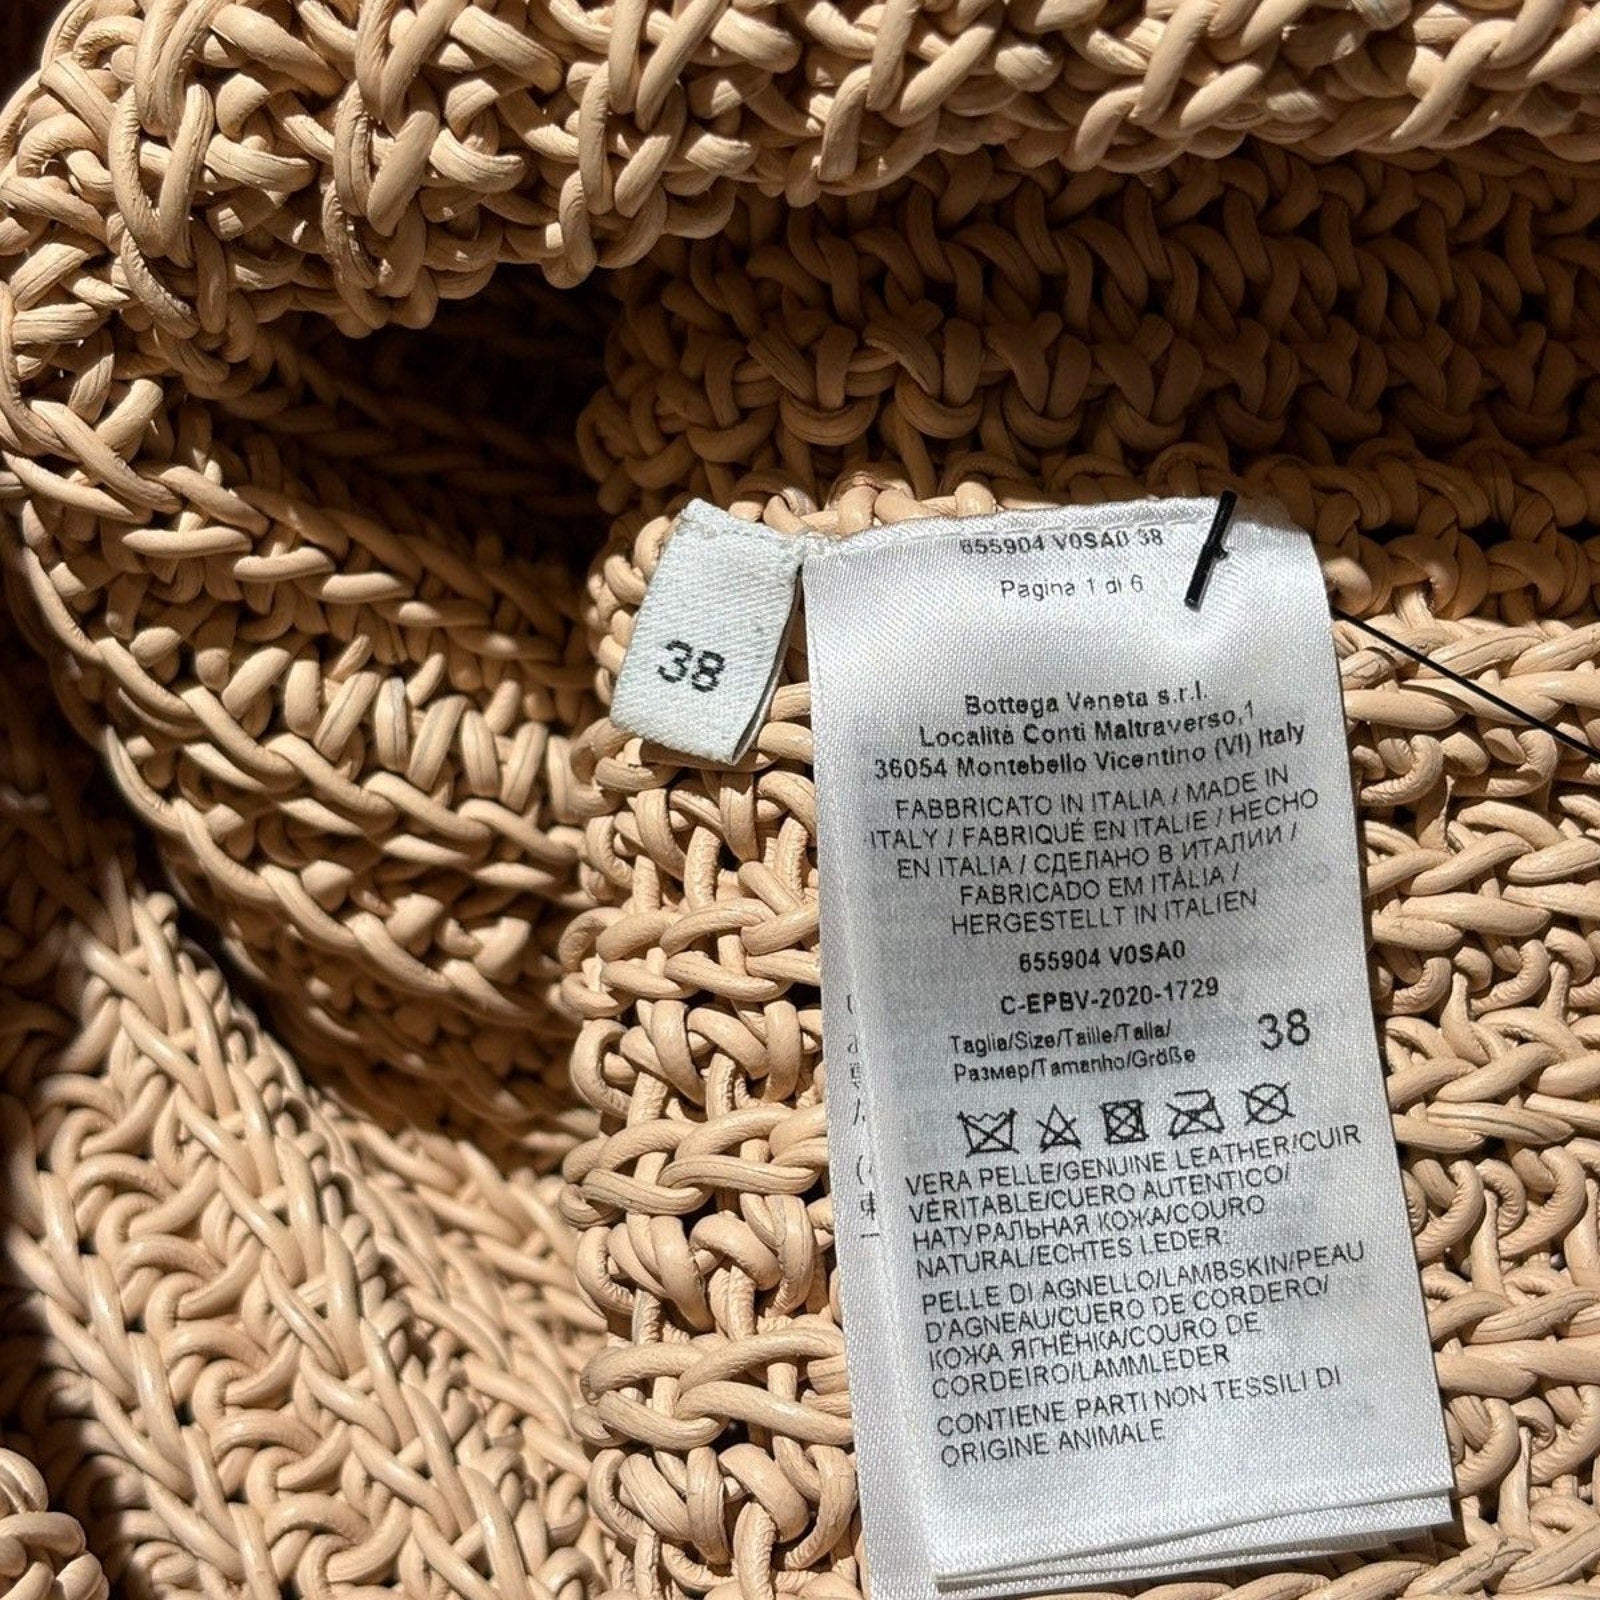 38
655904 V0SA0 38
Pagina 1 di 6
Bottega Veneta s.r.l.
Località Conti Maltraverso,1
36054 Montebello Vicentino (VI) Italy
FABBRICATO IN ITALIA / MADE IN
ITALY / FABRIQUÉ EN ITALIE / HECHO
EN ITALIA / СДЕЛАНО В ИТАЛИИ /
FABRICADO EM ITÁLIA /
HERGESTELLT IN ITALIEN
655904 V0SA0
C-EPBV-2020-1729
Taglia/Size/Taille/Talla/
Размер/Tamanho/Größe
38
VERA PELLE/GENUINE LEATHER/CUIR
VÉRITABLE/CUERO AUTENTICO/
НАТУРАЛЬНАЯ КОЖА/COURO
NATURAL/ECHTES LEDER:
PELLE DI AGNELLO/LAMBSKIN/PEAU
D'AGNEAU/CUERO DE CORDERO/
КОЖА ЯГНЁНКА/COURO DE
CORDEIRO/LAMMLEDER
CONTIENE PARTI NON TESSILI DI
ORIGINE ANIMALE